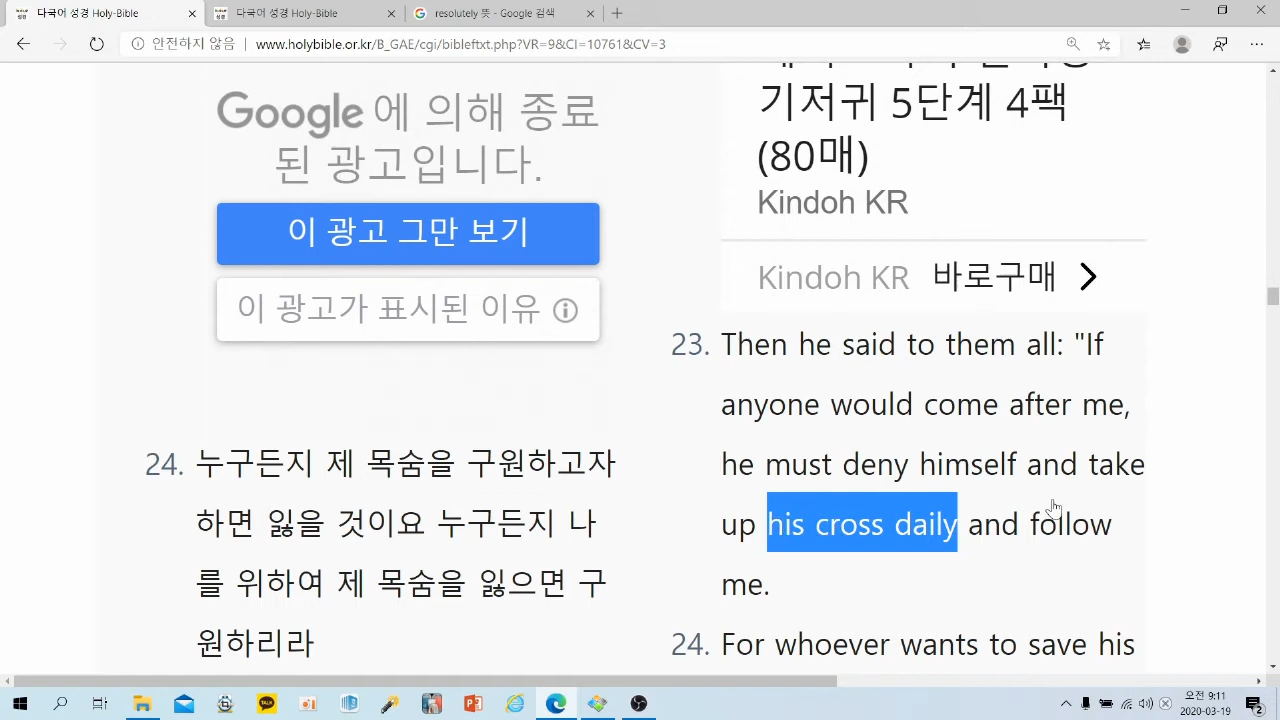 다국어 성경 Holy-Bible
다국어 성경 Holy-Bible
resolutely 뜻 - Google 검색
안전하지 않음
www.holybible.or.kr/B_GAE/cgi/bibleftxt.php?VR=9&CI=10761&CV=3
Google 에 의해 종료
된 광고입니다.
이 광고 그만 보기
이 광고가 표시된 이유
24. 누구든지 제 목숨을 구원하고자
하면 잃을 것이요 누구든지 나
를 위하여 제 목숨을 잃으면 구
원하리라
기저귀 5단계 4팩
(80매)
Kindoh KR
Kindoh KR 바로구매
23. Then he said to them all: "If
anyone would come after me,
he must deny himself and take
up his cross daily and follow
me.
24. For whoever wants to save his
TALK
오전 9:11
2020-03-19
2